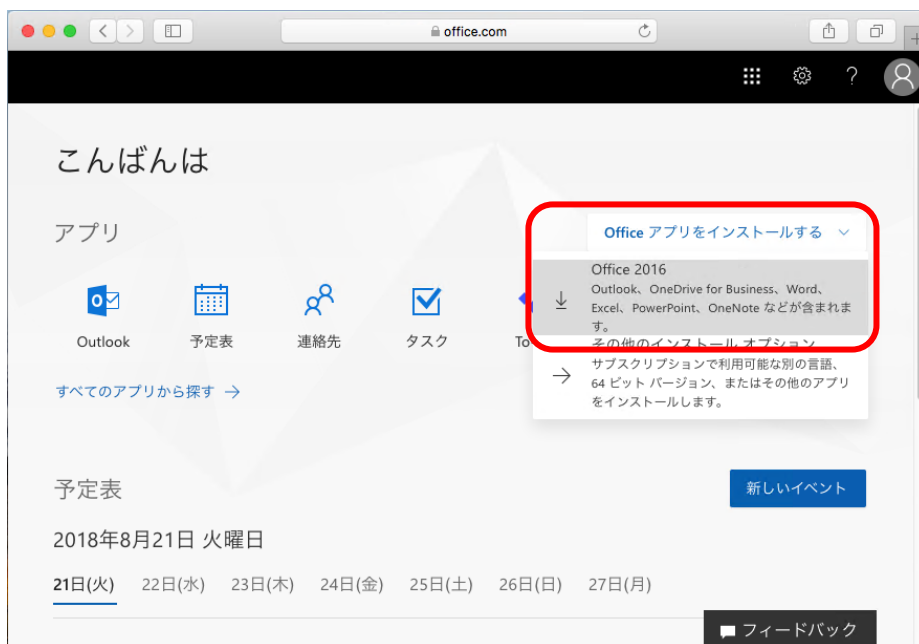 office.com
?
こんばんは
アプリ
Office アプリをインストールする
Office 2016
Outlook、OneDrive for Business、Word、
Excel、PowerPoint、OneNote などが含まれま
す。
その他のインストール オプション
サブスクリプションで利用可能な別の言語、
64 ビット バージョン、またはその他のアプリ
をインストールします。
Outlook
予定表
連絡先
タスク
To
すべてのアプリから探す →
予定表
新しいイベント
2018年8月21日 火曜日
21日(火) 22日(水) 23日(木) 24日(金) 25日(土) 26日(日) 27日(月)
フィードバック